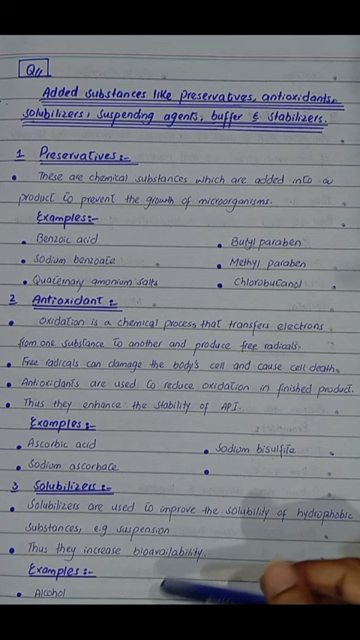 Q11
Added substances like preservatives, antioxidants,
solubilizers, suspending agents, buffer & stabilizers.
1 Preservatives:-
• These are chemical substances which are added into a
product to prevent the growth of microorganisms.
Examples:-
• Benzoic acid
• Butyl paraben
• Sodium benzoate
• Methyl paraben
• Quaternary amonium salts
• Chlorobutanol
2 Antioxidant:-
• Oxidation is a chemical process, that transfers electrons
from one substance to another and produce free radicals.
• Free radicals can damage the body's cell and cause cell death.
• Antioxidants are used to reduce oxidation in finished product.
• Thus they enhance the stability of API.
Examples:-
• Ascorbic acid
• Sodium bisulfite
• Sodium ascorbate
•
3 Solubilizers:-
• Solubilizers are used to improve the solubility of hydrophobic
substances, e.g suspension
• Thus they increase bioavailability.
Examples:-
• Alcohol